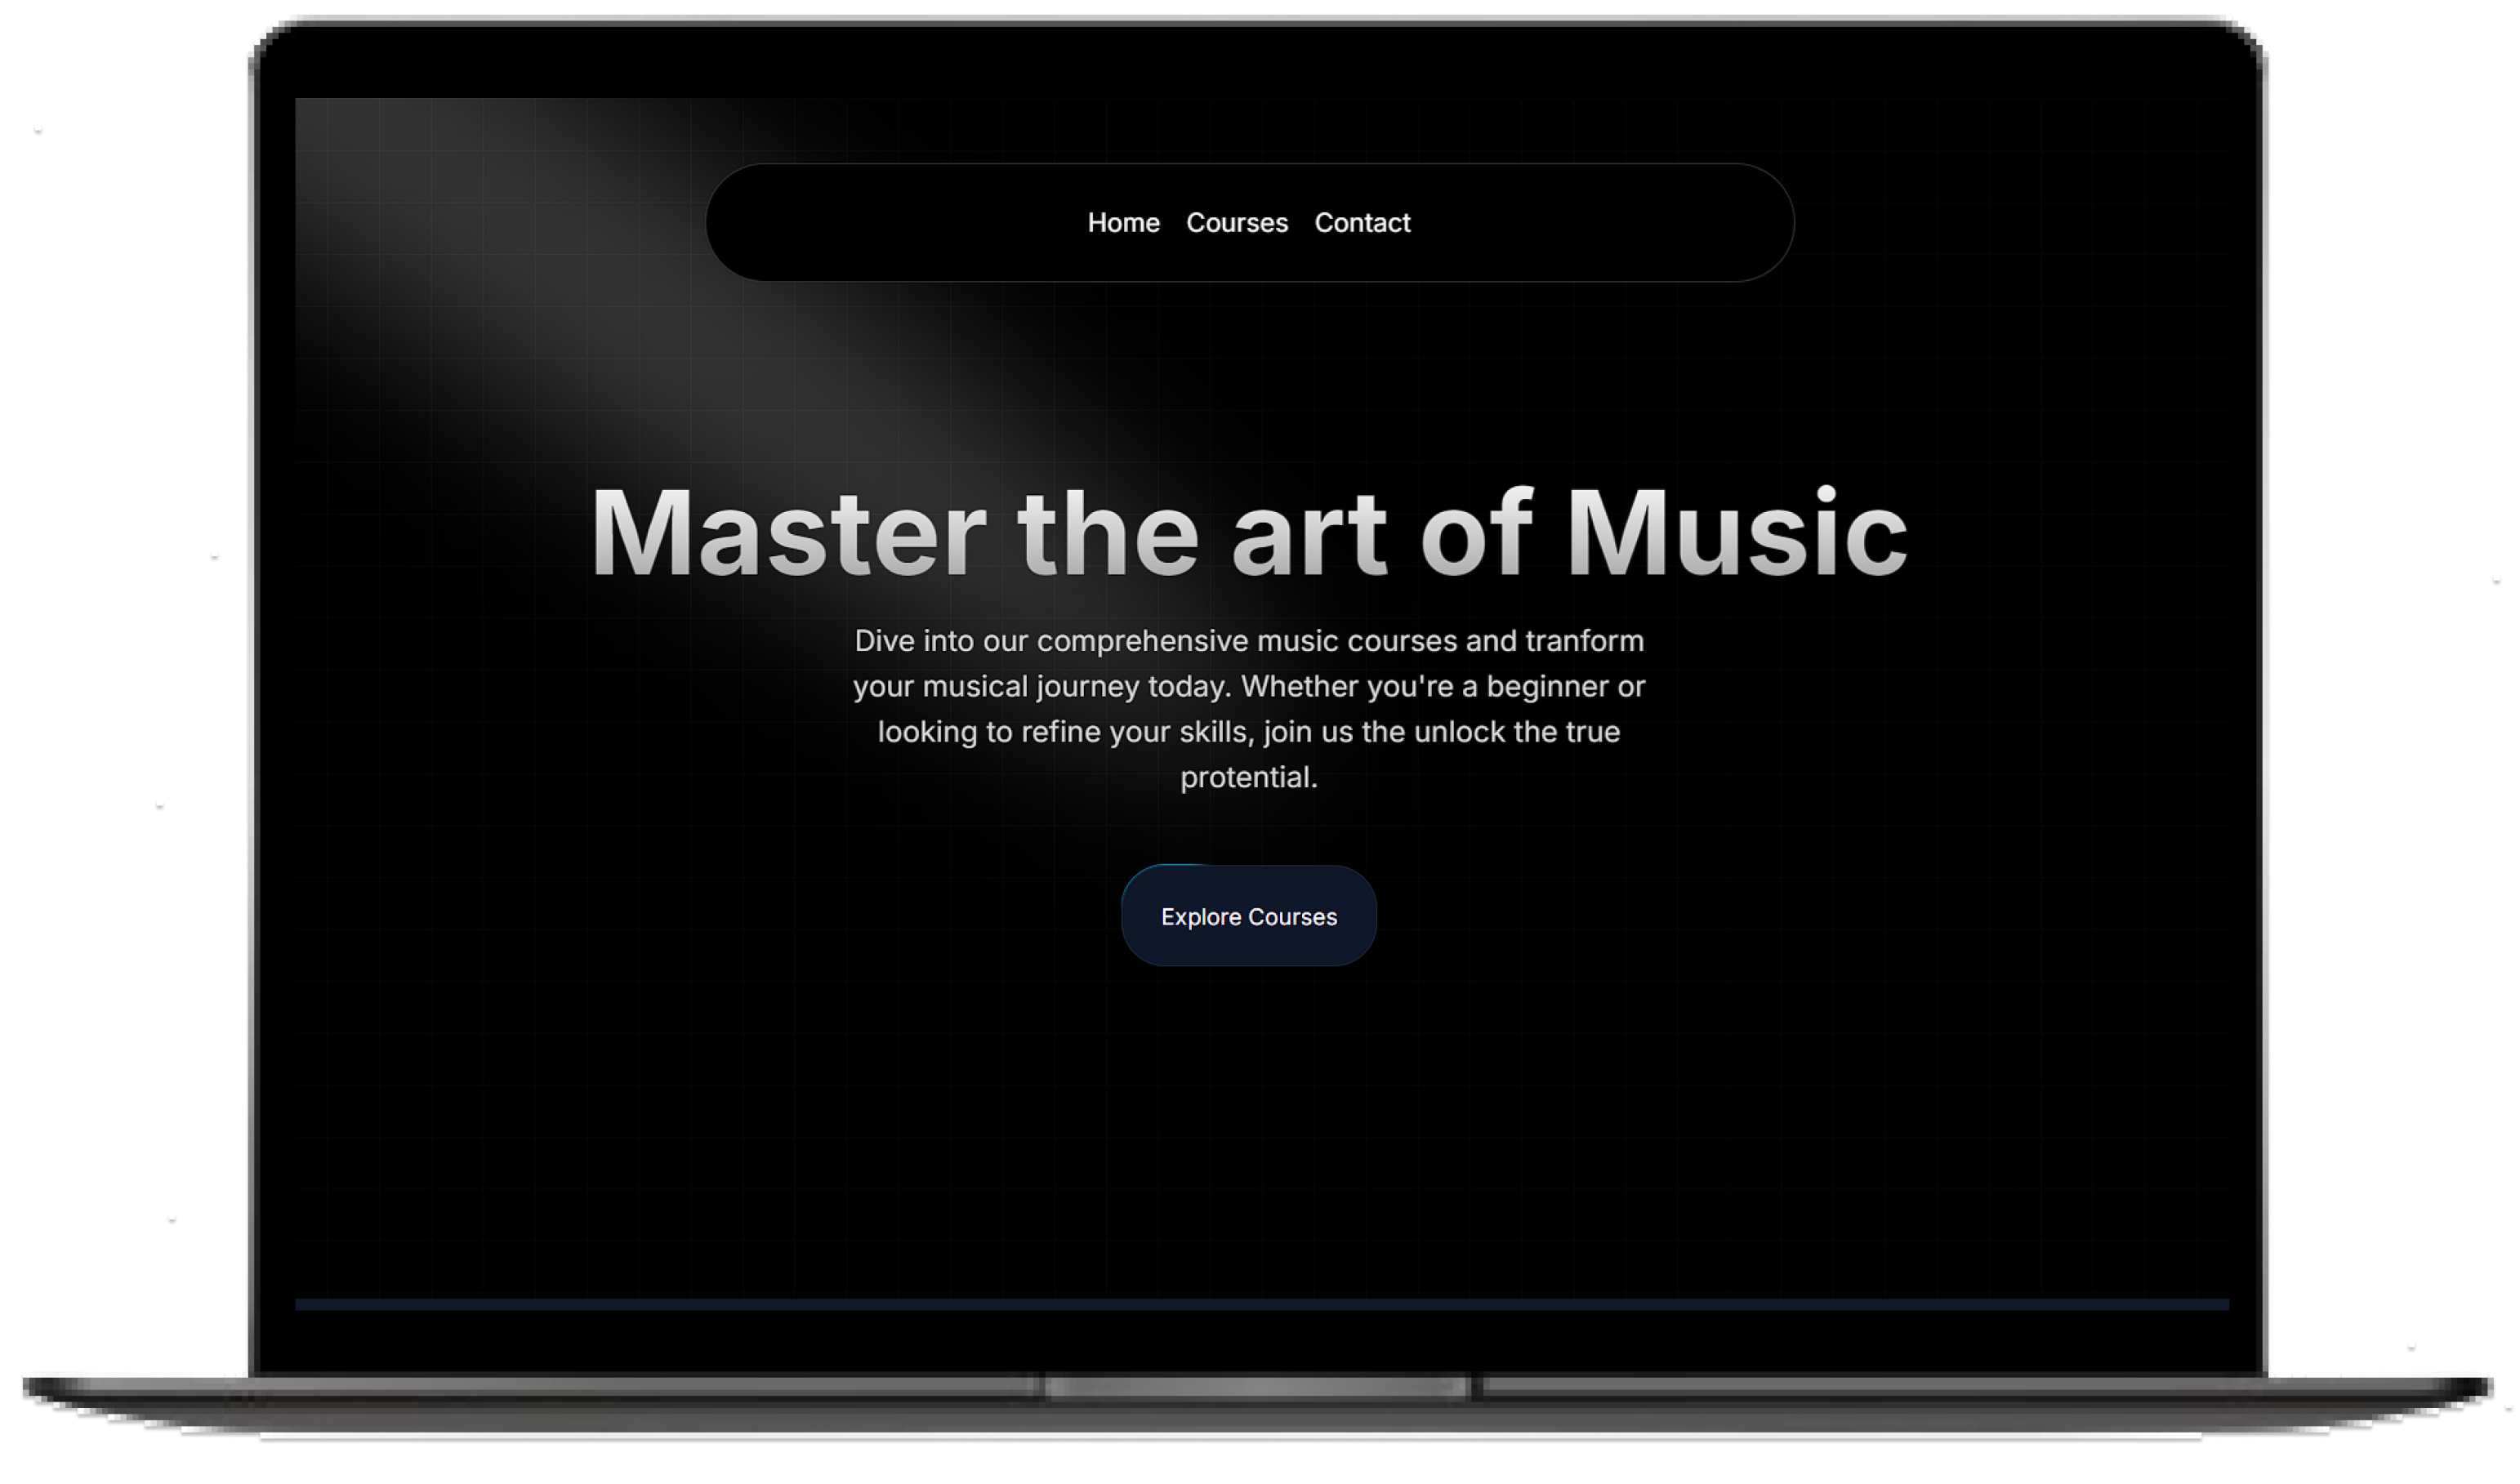 Home Courses Contact
Master the art of Music
Dive into our comprehensive music courses and tranform
your musical journey today. Whether you're a beginner or
looking to refine your skills, join us the unlock the true
protential.
Explore Courses